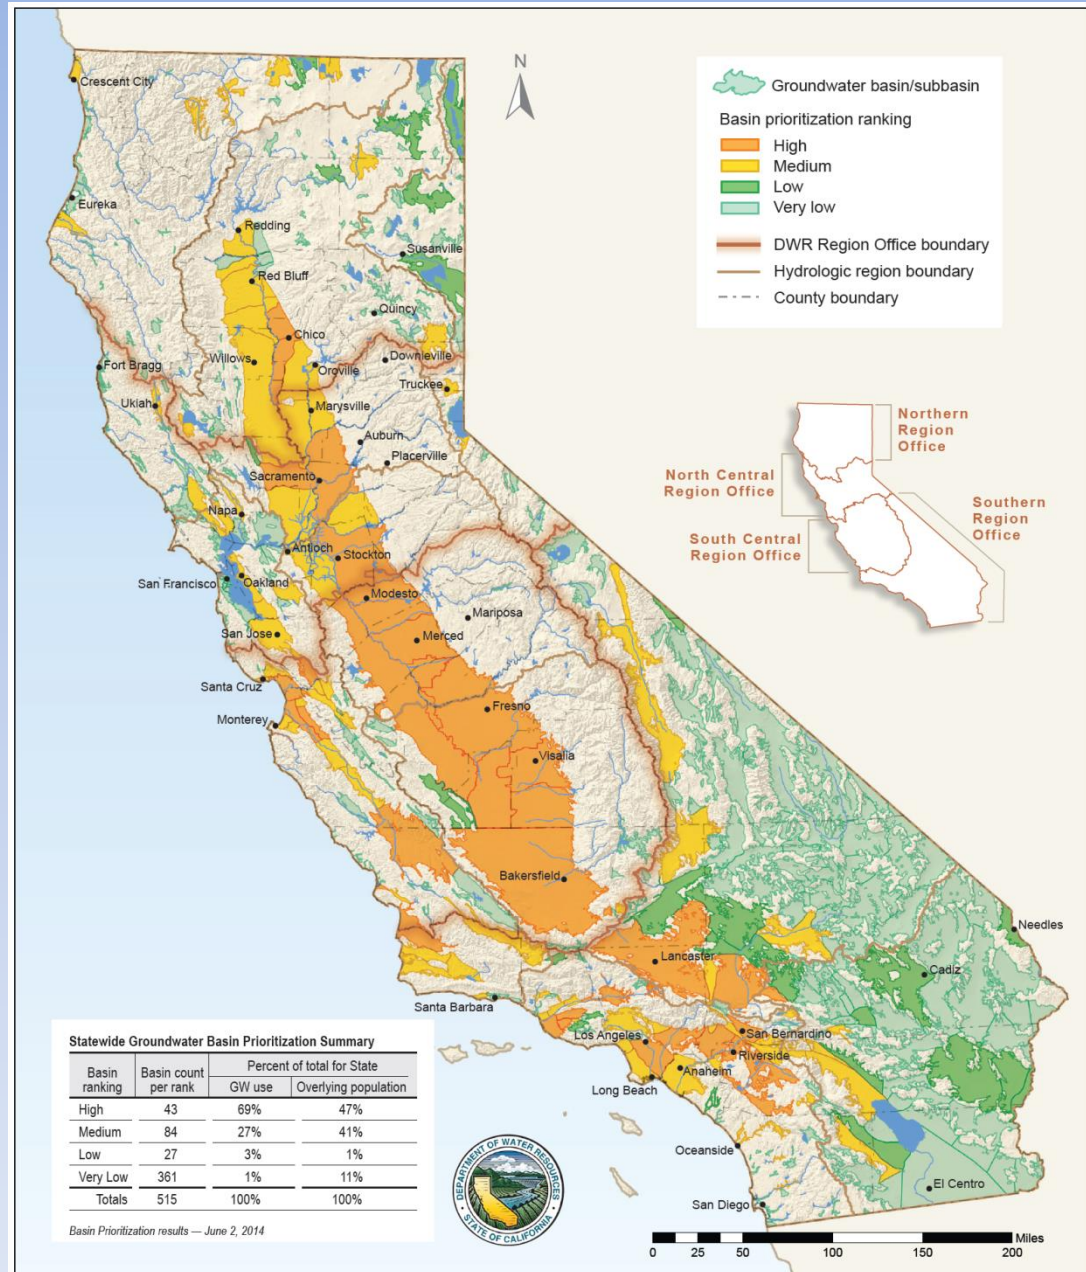 N
Groundwater basin/subbasin
Basin prioritization ranking
High
Medium
Low
Very low
DWR Region Office boundary
Hydrologic region boundary
County boundary
Crescent City
Eureka
Redding
Susanville
Red Bluff
Quincy
Chico
Willows
Downieville
Fort Bragg
Oroville
Truckee
Ukiah
Marysville
Auburn
Placerville
Sacramento
Napa
Antioch
Stockton
San Francisco
Oakland
Modesto
Mariposa
San Jose
Merced
Santa Cruz
Fresno
Monterey
Visalia
Bakersfield
Needles
Lancaster
Cadiz
Santa Barbara
Los Angeles
San Bernardino
Riverside
Anaheim
Long Beach
Oceanside
El Centro
San Diego
Northern
Region
Office
North Central
Region Office
Southern
Region
Office
South Central
Region Office
Statewide Groundwater Basin Prioritization Summary
Basin ranking Basin count per rank Percent of total for State
GW use Overlying population
High 43 69% 47%
Medium 84 27% 41%
Low 27 3% 1%
Very Low 361 1% 11%
Totals 515 100% 100%
Basin Prioritization results — June 2, 2014
DEPARTMENT OF WATER RESOURCES
STATE OF CALIFORNIA
Miles
0 25 50 100 150 200